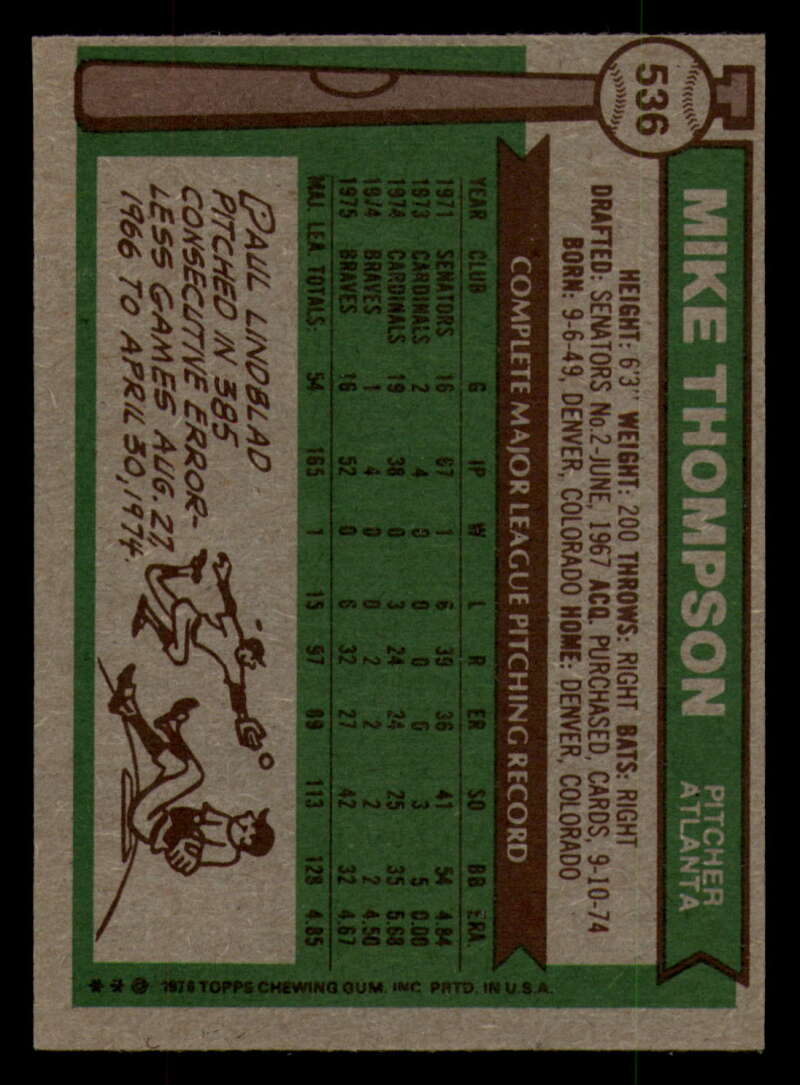 536
MIKE THOMPSON
PITCHER
ATLANTA
HEIGHT: 6'3" WEIGHT: 200 THROWS: RIGHT BATS: RIGHT
DRAFTED: SENATORS No.2-JUNE, 1967 ACQ. PURCHASED, CARDS, 9-10-74
BORN: 9-6-49, DENVER, COLORADO HOME: DENVER, COLORADO
COMPLETE MAJOR LEAGUE PITCHING RECORD
YEAR CLUB G IP W L R ER SO BB ERA
1971 SENATORS 16 67 1 6 39 36 41 54 4.84
1973 CARDINALS 2 4 0 0 0 0 3 5 0.00
1974 CARDINALS 19 38 0 3 24 24 25 35 5.68
1974 BRAVES 1 4 0 0 2 2 2 2 4.50
1975 BRAVES 16 52 0 6 32 27 42 32 4.67
MAJ. LEA. TOTALS: 54 165 1 15 97 89 113 128 4.85
PAUL LINDBLAD
PITCHED IN 385
CONSECUTIVE ERROR-
LESS GAMES AUG. 27,
1966 TO APRIL 30, 1974.
** © 1976 TOPPS CHEWING GUM, INC. PRTD. IN U.S.A.